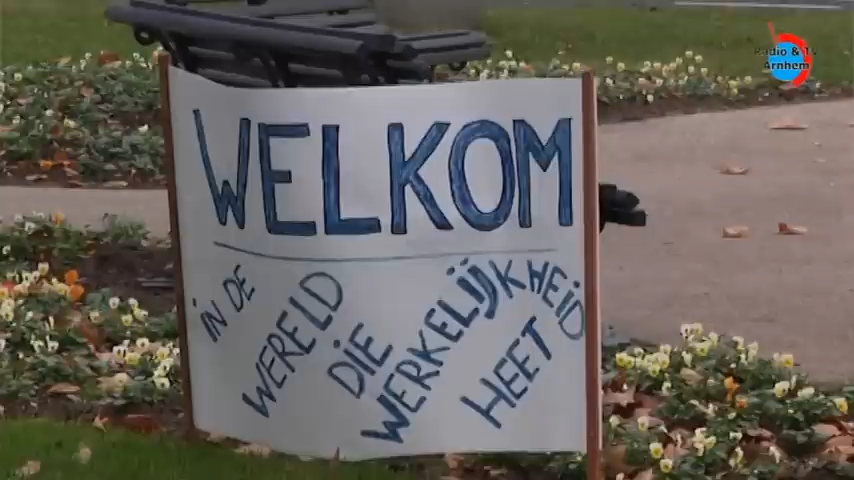 Radio & Tv
Arnhem
WELKOM
IN DE
WERELD
DIE
WERKELIJKHEID
HEET